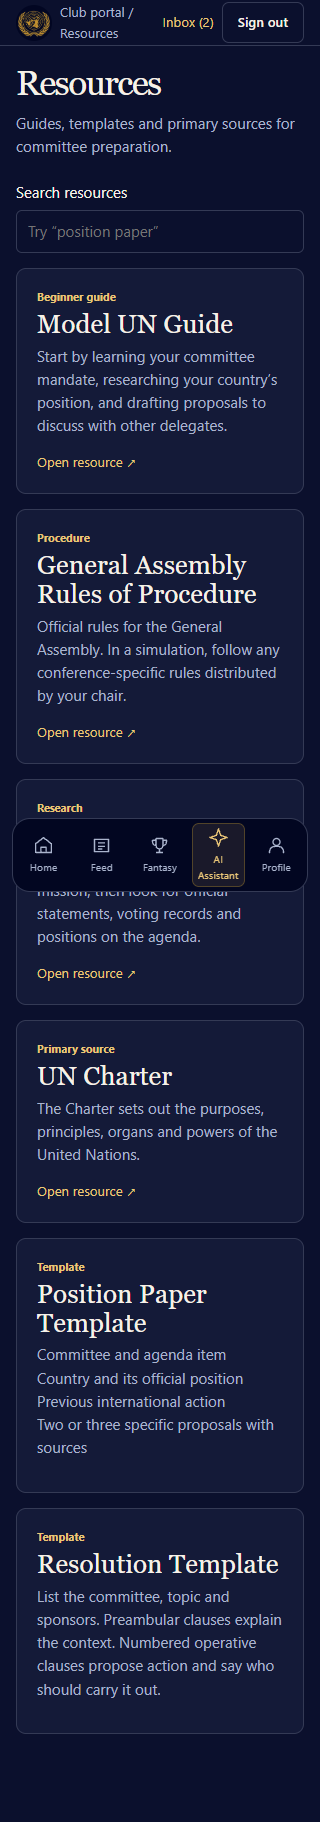 Club portal /
Resources
Inbox (2)
Sign out
Resources
Guides, templates and primary sources for
committee preparation.
Search resources
Try “position paper”
Beginner guide
Model UN Guide
Start by learning your committee
mandate, researching your country’s
position, and drafting proposals to
discuss with other delegates.
Open resource ↗
Procedure
General Assembly
Rules of Procedure
Official rules for the General
Assembly. In a simulation, follow any
conference-specific rules distributed
by your chair.
Open resource ↗
Research
Home
Feed
Fantasy
AI
Assistant
Profile
mission, then look for official
statements, voting records and
positions on the agenda.
Open resource ↗
Primary source
UN Charter
The Charter sets out the purposes,
principles, organs and powers of the
United Nations.
Open resource ↗
Template
Position Paper
Template
Committee and agenda item
Country and its official position
Previous international action
Two or three specific proposals with
sources
Template
Resolution Template
List the committee, topic and
sponsors. Preambular clauses explain
the context. Numbered operative
clauses propose action and say who
should carry it out.